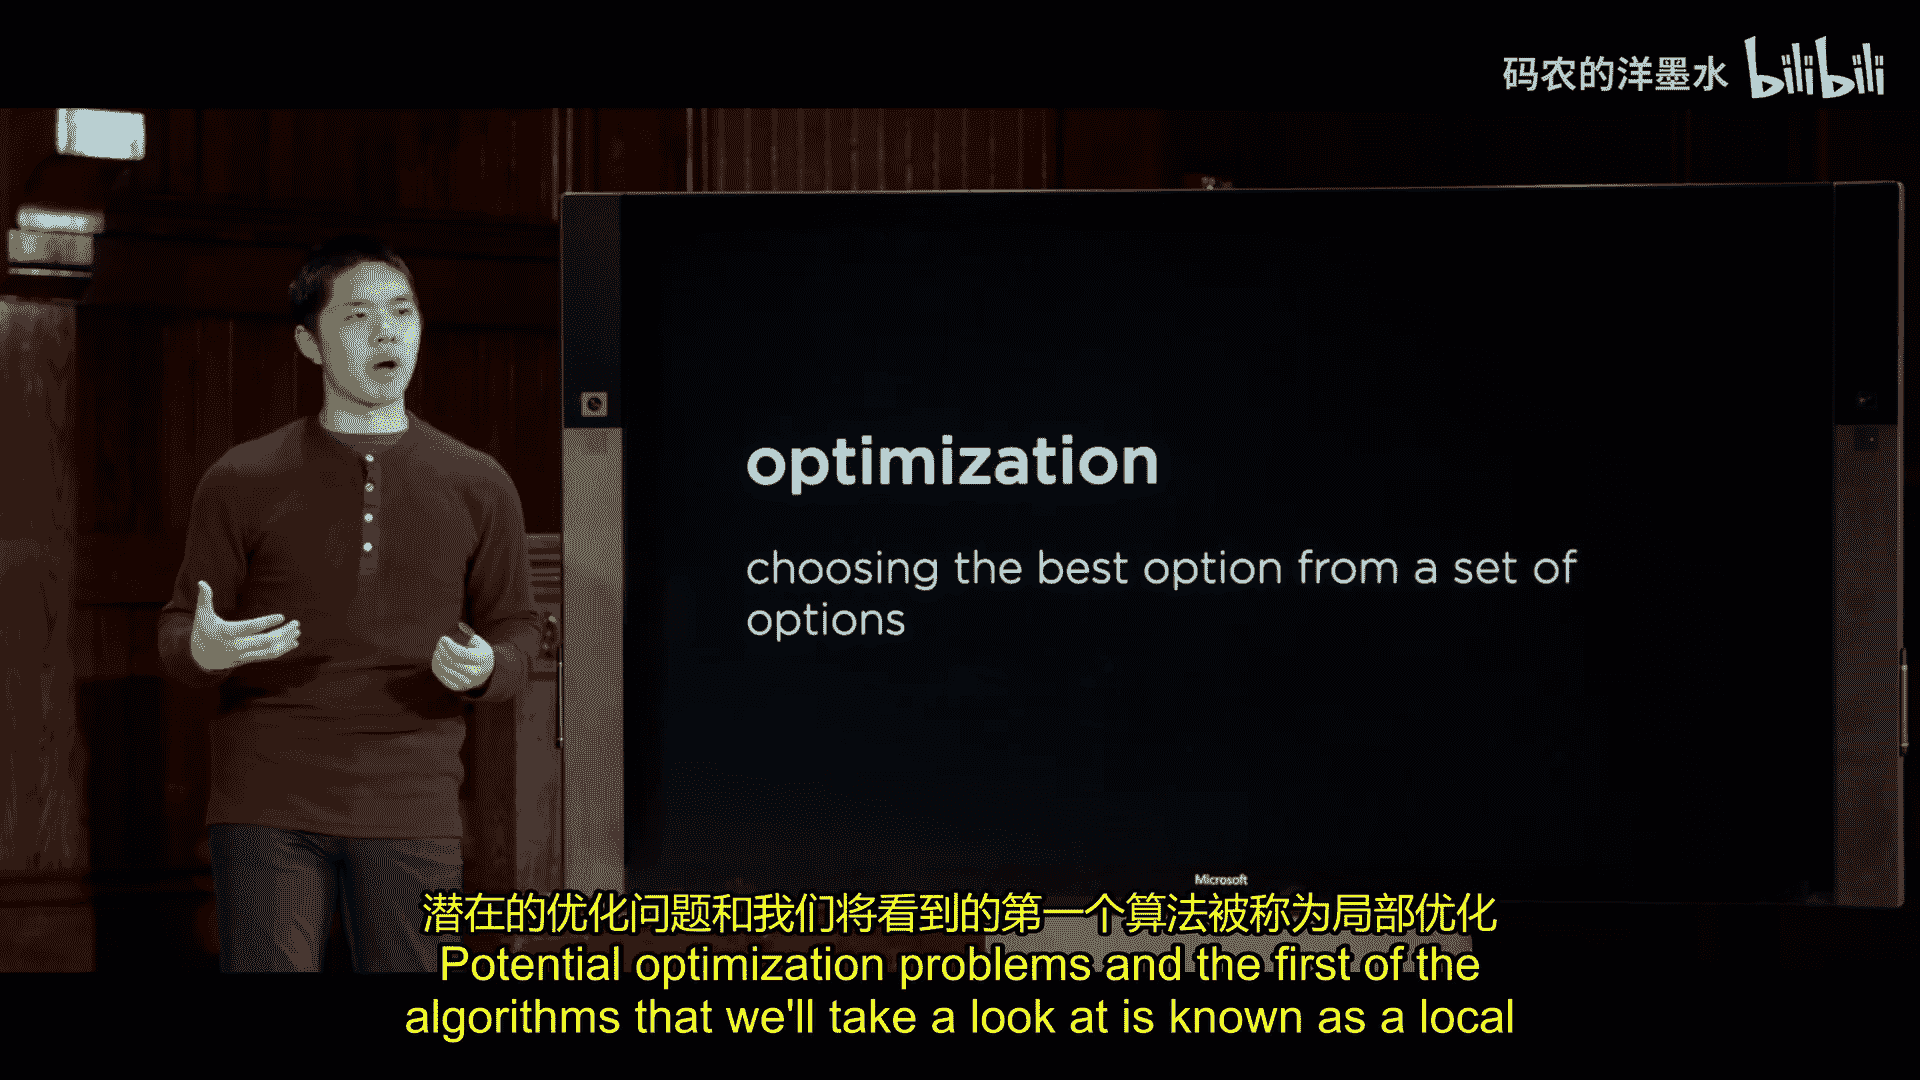 码农的洋墨水 bilibili
optimization
choosing the best option from a set of
options
Microsoft
潜在的优化问题和我们将看到的第一个算法被称为局部优化
Potential optimization problems and the first of the
algorithms that we'll take a look at is known as a local